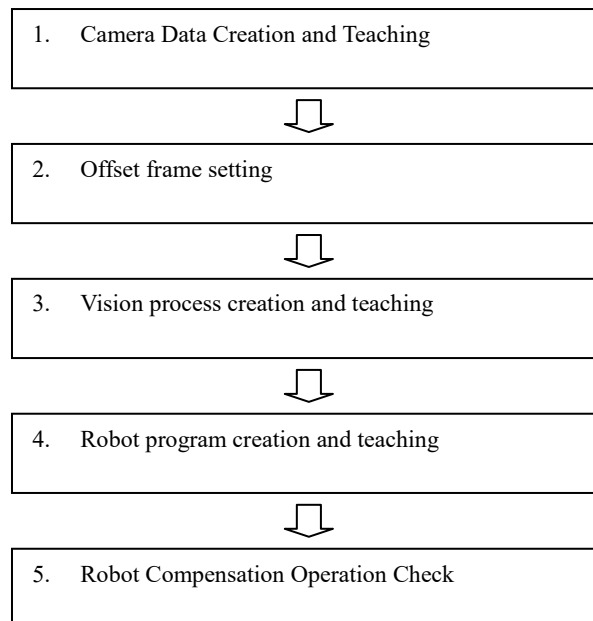 1. Camera Data Creation and Teaching
2. Offset frame setting
3. Vision process creation and teaching
4. Robot program creation and teaching
5. Robot Compensation Operation Check